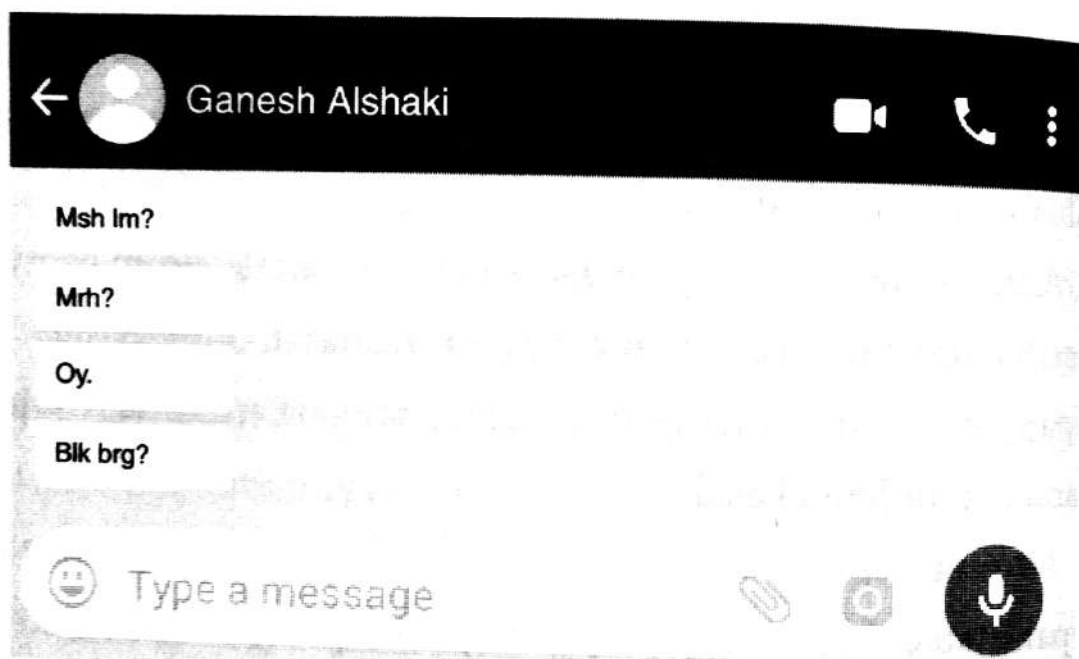 Ganesh Alshaki
Msh lm?
Mrh?
Oy.
Blk brg?
Type a message